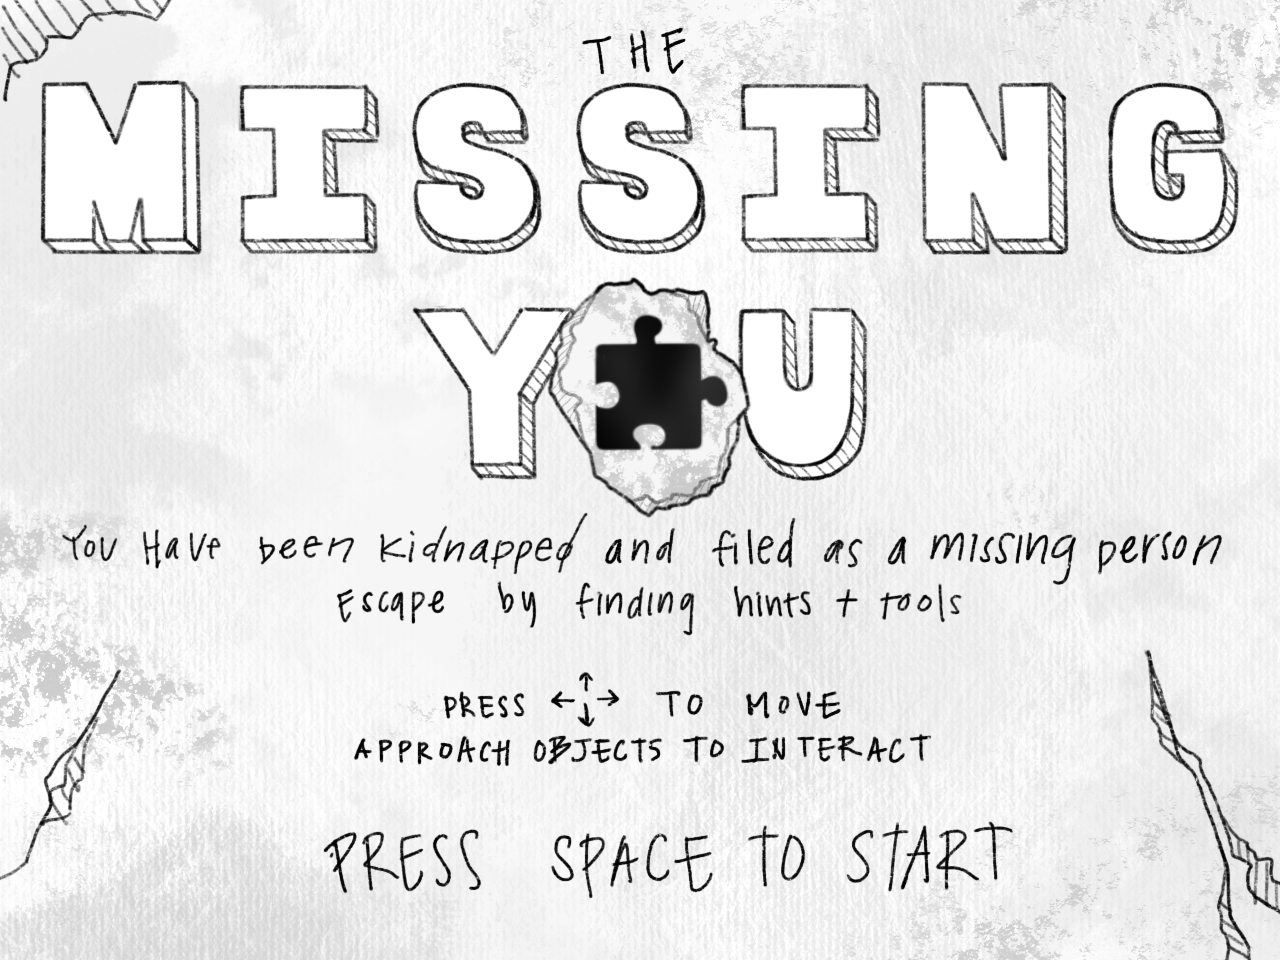 THE
MISSING
Y U
You Have been kidnapped and filed as a missing person
Escape by finding hints + tools
PRESS ←↑↓→ TO MOVE
APPROACH OBJECTS TO INTERACT
PRESS SPACE TO START